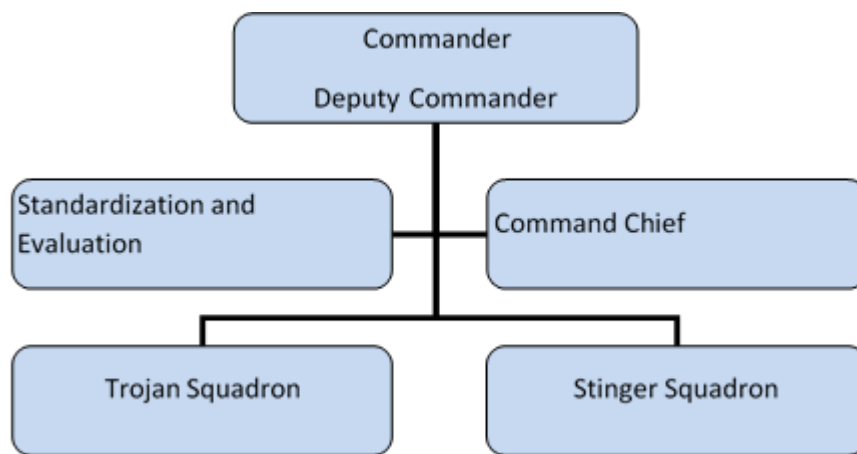 Commander
Deputy Commander
Standardization and
Evaluation
Command Chief
Trojan Squadron
Stinger Squadron